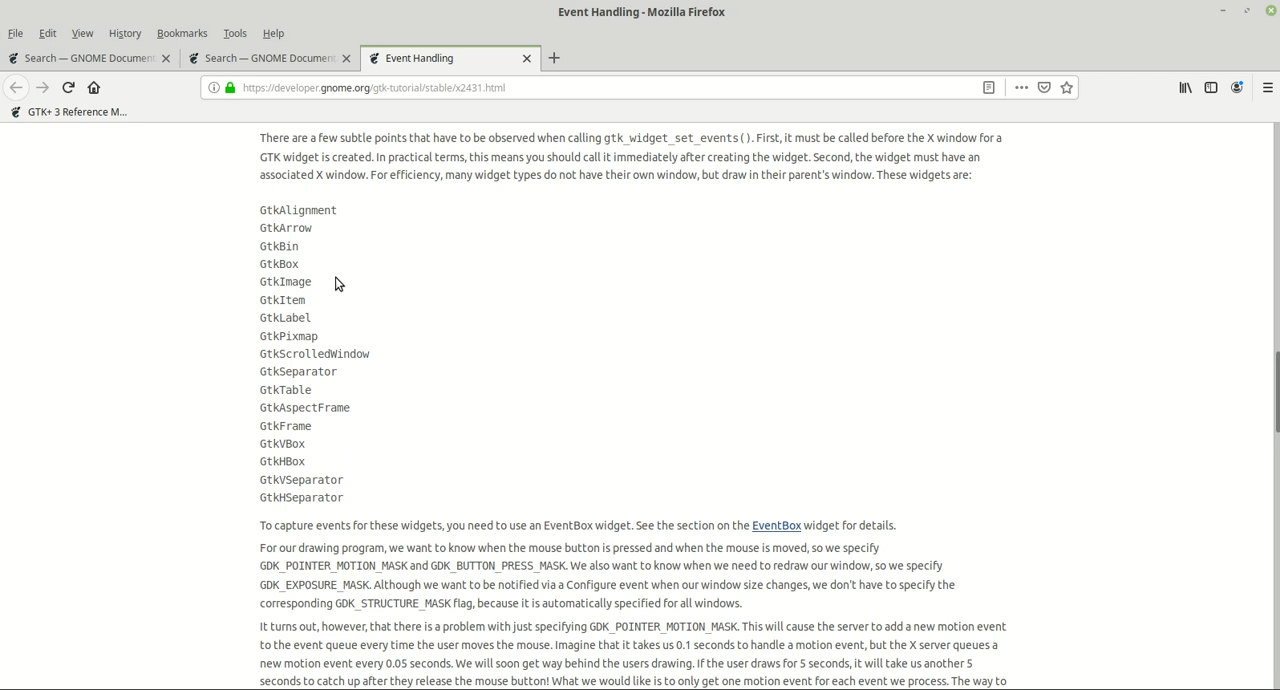 Event Handling - Mozilla Firefox
File Edit View History Bookmarks Tools Help
Search — GNOME Document Search — GNOME Document Event Handling
https://developer.gnome.org/gtk-tutorial/stable/x2431.html
GTK+ 3 Reference M...
There are a few subtle points that have to be observed when calling gtk_widget_set_events(). First, it must be called before the X window for a
GTK widget is created. In practical terms, this means you should call it immediately after creating the widget. Second, the widget must have an
associated X window. For efficiency, many widget types do not have their own window, but draw in their parent's window. These widgets are:
GtkAlignment
GtkArrow
GtkBin
GtkBox
GtkImage
GtkItem
GtkLabel
GtkPixmap
GtkScrolledWindow
GtkSeparator
GtkTable
GtkAspectFrame
GtkFrame
GtkVBox
GtkHBox
GtkVSeparator
GtkHSeparator
To capture events for these widgets, you need to use an EventBox widget. See the section on the EventBox widget for details.
For our drawing program, we want to know when the mouse button is pressed and when the mouse is moved, so we specify
GDK_POINTER_MOTION_MASK and GDK_BUTTON_PRESS_MASK. We also want to know when we need to redraw our window, so we specify
GDK_EXPOSURE_MASK. Although we want to be notified via a Configure event when our window size changes, we don't have to specify the
corresponding GDK_STRUCTURE_MASK flag, because it is automatically specified for all windows.
It turns out, however, that there is a problem with just specifying GDK_POINTER_MOTION_MASK. This will cause the server to add a new motion event
to the event queue every time the user moves the mouse. Imagine that it takes us 0.1 seconds to handle a motion event, but the X server queues a
new motion event every 0.05 seconds. We will soon get way behind the users drawing. If the user draws for 5 seconds, it will take us another 5
seconds to catch up after they release the mouse button! What we would like is to only get one motion event for each event we process. The way to